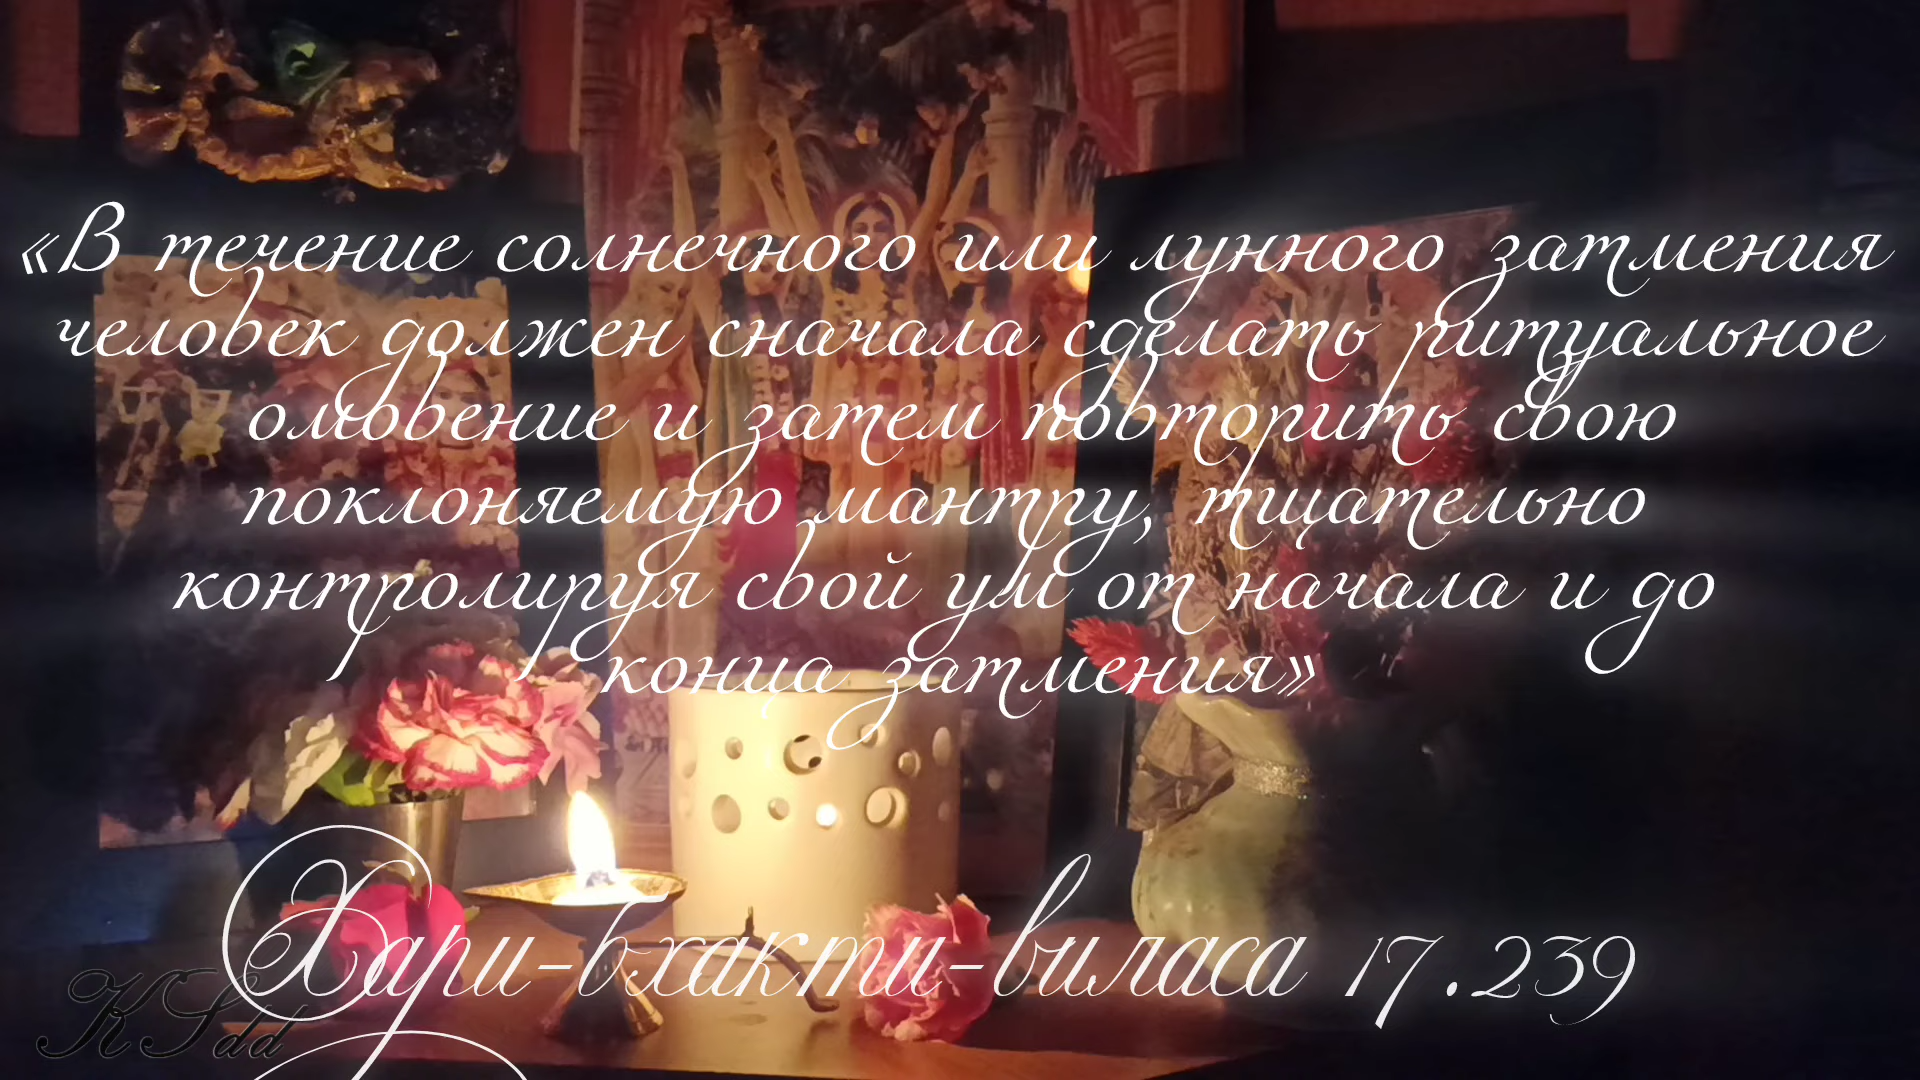 «В течение солнечного или лунного затмения
человек должен сначала сделать ритуальное
омовение и затем повторить свою
поклоняемую мантру, тщательно
контролируя свой ум от начала и до
конца затмения»
Хари-бхакти-виласа 17.239
KSdd